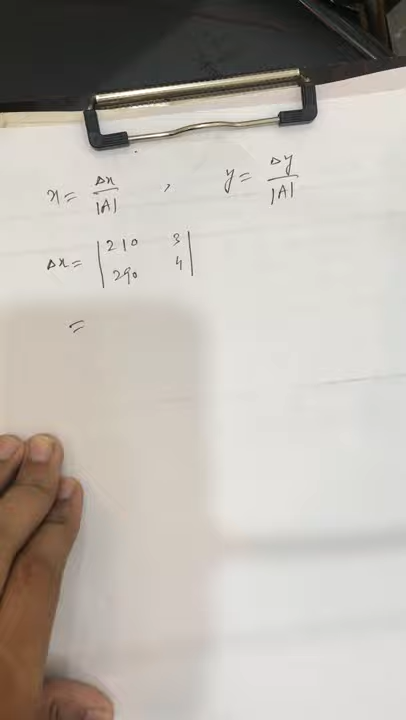 x = Δx / |A| , y = Δy / |A|
Δx = | 210 3 |
| 290 4 |
=